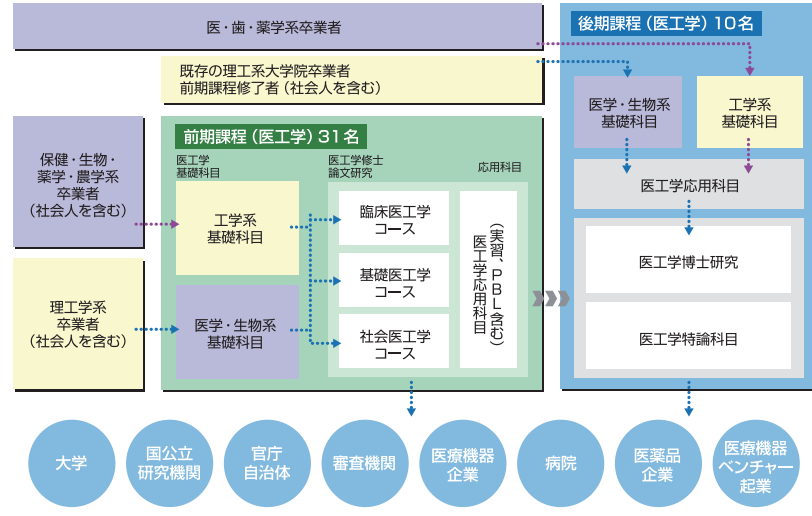 医・歯・薬学系卒業者
既存の理工系大学院卒業者
前期課程修了者（社会人を含む）
後期課程（医工学）10名
医学・生物系
基礎科目
工学系
基礎科目
医工学応用科目
医工学博士研究
医工学特論科目
保健・生物・
薬学・農学系
卒業者
（社会人を含む）
理工学系
卒業者
（社会人を含む）
前期課程（医工学）31名
医工学
基礎科目
医工学修士
論文研究
応用科目
工学系
基礎科目
医学・生物系
基礎科目
臨床医工学
コース
基礎医工学
コース
社会医工学
コース
医工学応用科目
（実習、PBL含む）
大学
国公立
研究機関
官庁
自治体
審査機関
医療機器
企業
病院
医薬品
企業
医療機器
ベンチャー
起業